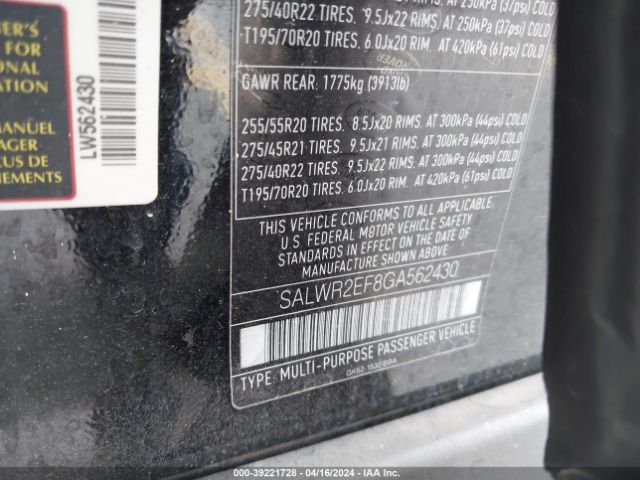 NER'S
FOR
ONAL
ATION
MANUEL
AGER
CUS DE
NEMENTS
LW562430
275/40R22 TIRES. 9.5Jx22 RIMS. AT 250kPa (37psi) COLD
T195/70R20 TIRES. 6.0Jx20 RIM. AT 420kPa (61psi) COLD
GAWR REAR: 1775kg (3913lb)
255/55R20 TIRES. 8.5Jx20 RIMS. AT 300kPa (44psi) COLD
275/45R21 TIRES. 9.5Jx21 RIMS. AT 300kPa (44psi) COLD
275/40R22 TIRES. 9.5Jx22 RIMS. AT 300kPa (44psi) COLD
T195/70R20 TIRES. 6.0Jx20 RIM. AT 420kPa (61psi) COLD
THIS VEHICLE CONFORMS TO ALL APPLICABLE
U.S. FEDERAL MOTOR VEHICLE SAFETY
STANDARDS IN EFFECT ON THE DATE OF
MANUFACTURE SHOWN ABOVE.
SALWR2EF8GA562430
TYPE: MULTI-PURPOSE PASSENGER VEHICLE
000-39221728 - 04/16/2024 - IAA Inc.